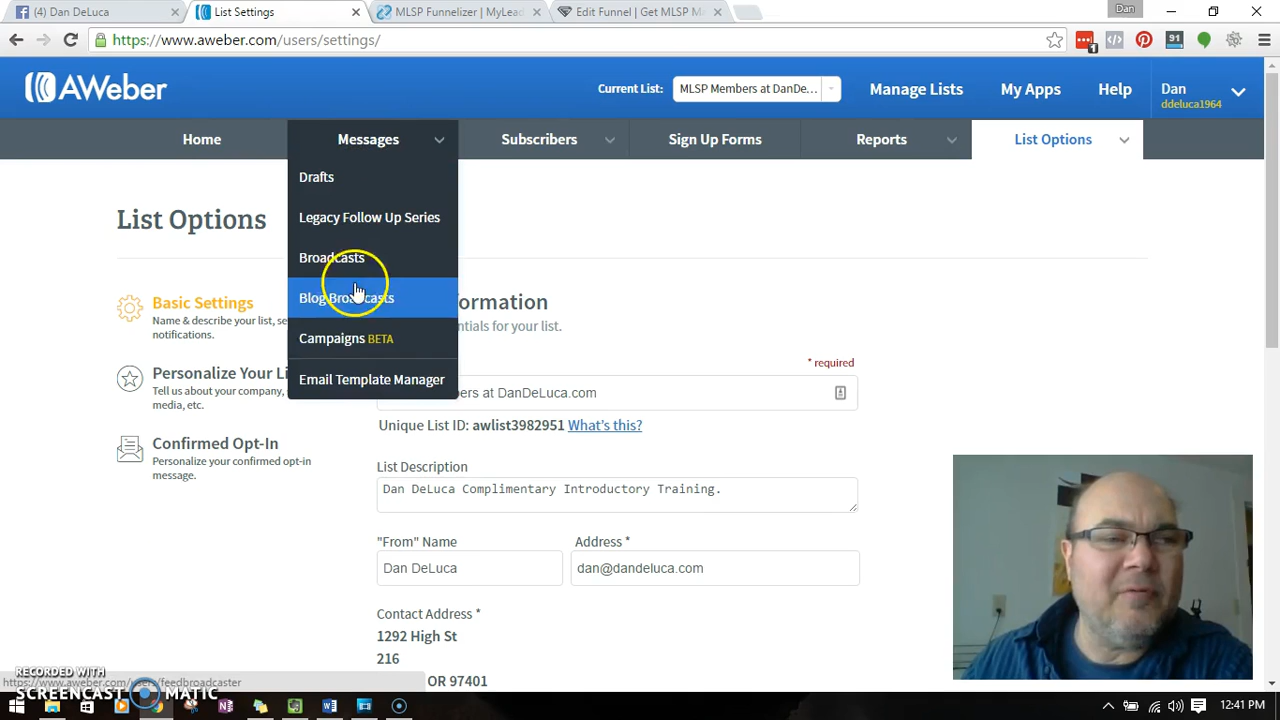 Dan DeLuca
List Settings
MLSP Funnelizer | MyLead
Edit Funnel | Get MLSP M
Dan
https://www.aweber.com/users/settings/
1
91
AWeber
Current List:
MLSP Members at DanDe...
Manage Lists
My Apps
Help
Dan
ddeluca1964
Home
Messages
Subscribers
Sign Up Forms
Reports
List Options
Drafts
Legacy Follow Up Series
Broadcasts
Blog Broadcasts
Campaigns BETA
Email Template Manager
List Options
Basic Settings
Name & describe your list, se
notifications.
Personalize Your Li
Tell us about your company,
media, etc.
Confirmed Opt-In
Personalize your confirmed opt-in
message.
formation
entials for your list.
* required
ers at DanDeLuca.com
Unique List ID: awlist3982951 What's this?
List Description
Dan DeLuca Complimentary Introductory Training.
"From" Name
Address *
Dan DeLuca
dan@dandeluca.com
Contact Address *
1292 High St
216
OR 97401
https://www.aweber.com/users/feedbroadcaster
RECORDED WITH
SCREENCAST MATIC
12:41 PM